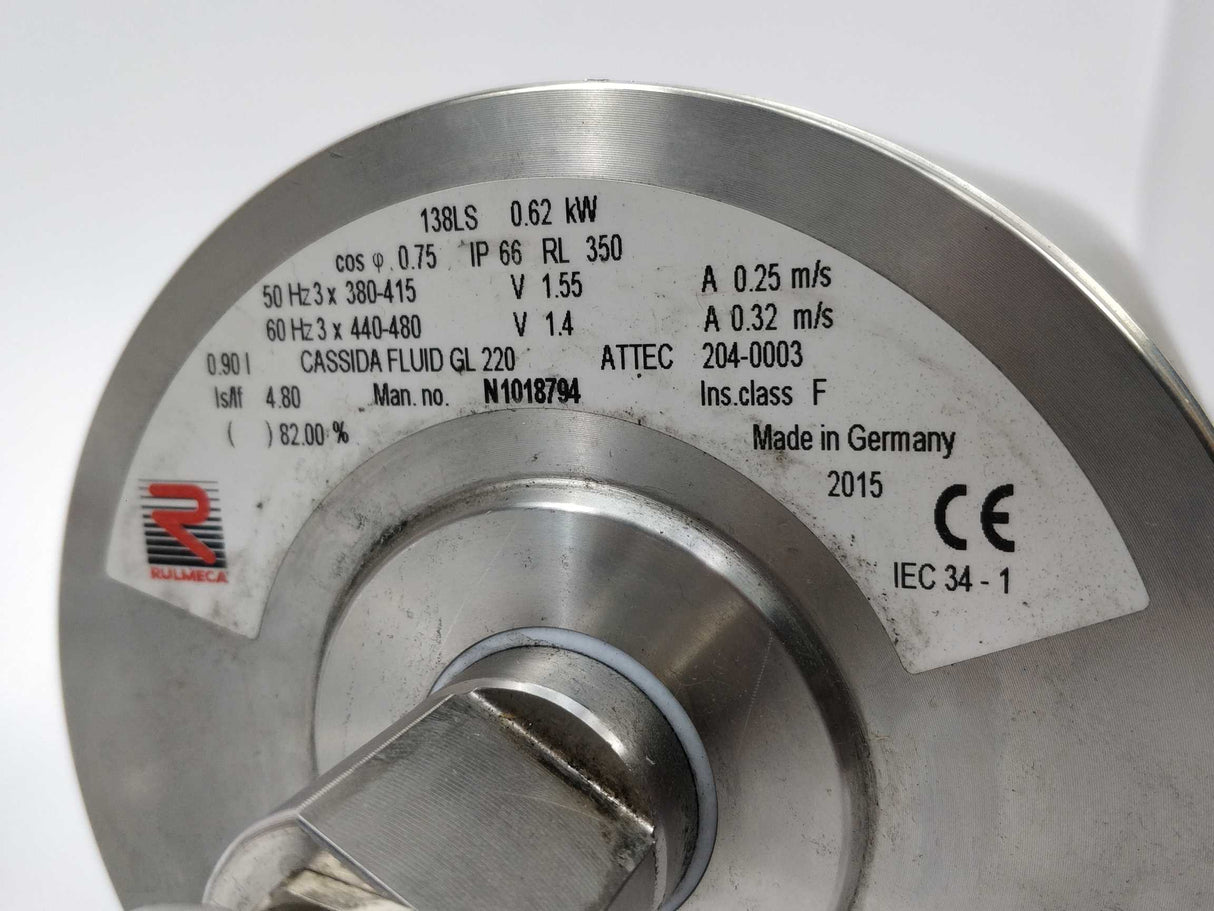 138LS 0.62 kW
cos φ 0.75 IP 66 RL 350
50 Hz 3 x 380-415 V 1.55 A 0.25 m/s
60 Hz 3 x 440-480 V 1.4 A 0.32 m/s
0.90 l CASSIDA FLUID GL 220 ATTEC 204-0003
Is/If 4.80 Man. no. N1018794 Ins.class F
( ) 82.00 %
Made in Germany
2015
CE
IEC 34 - 1
R
RULMECA